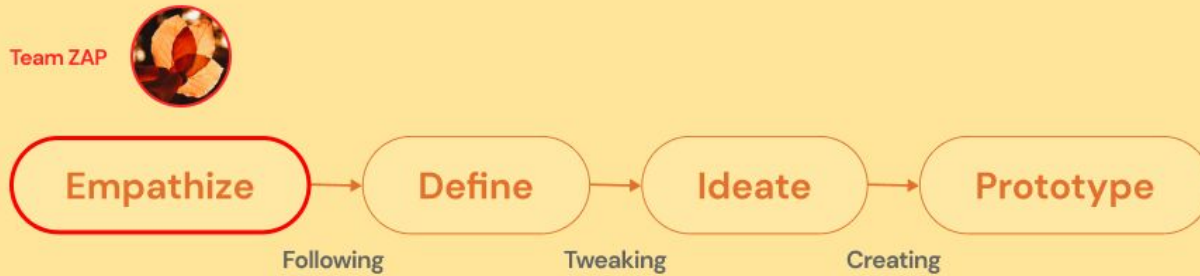 Team ZAP
Empathize Define Ideate Prototype
Following Tweaking Creating